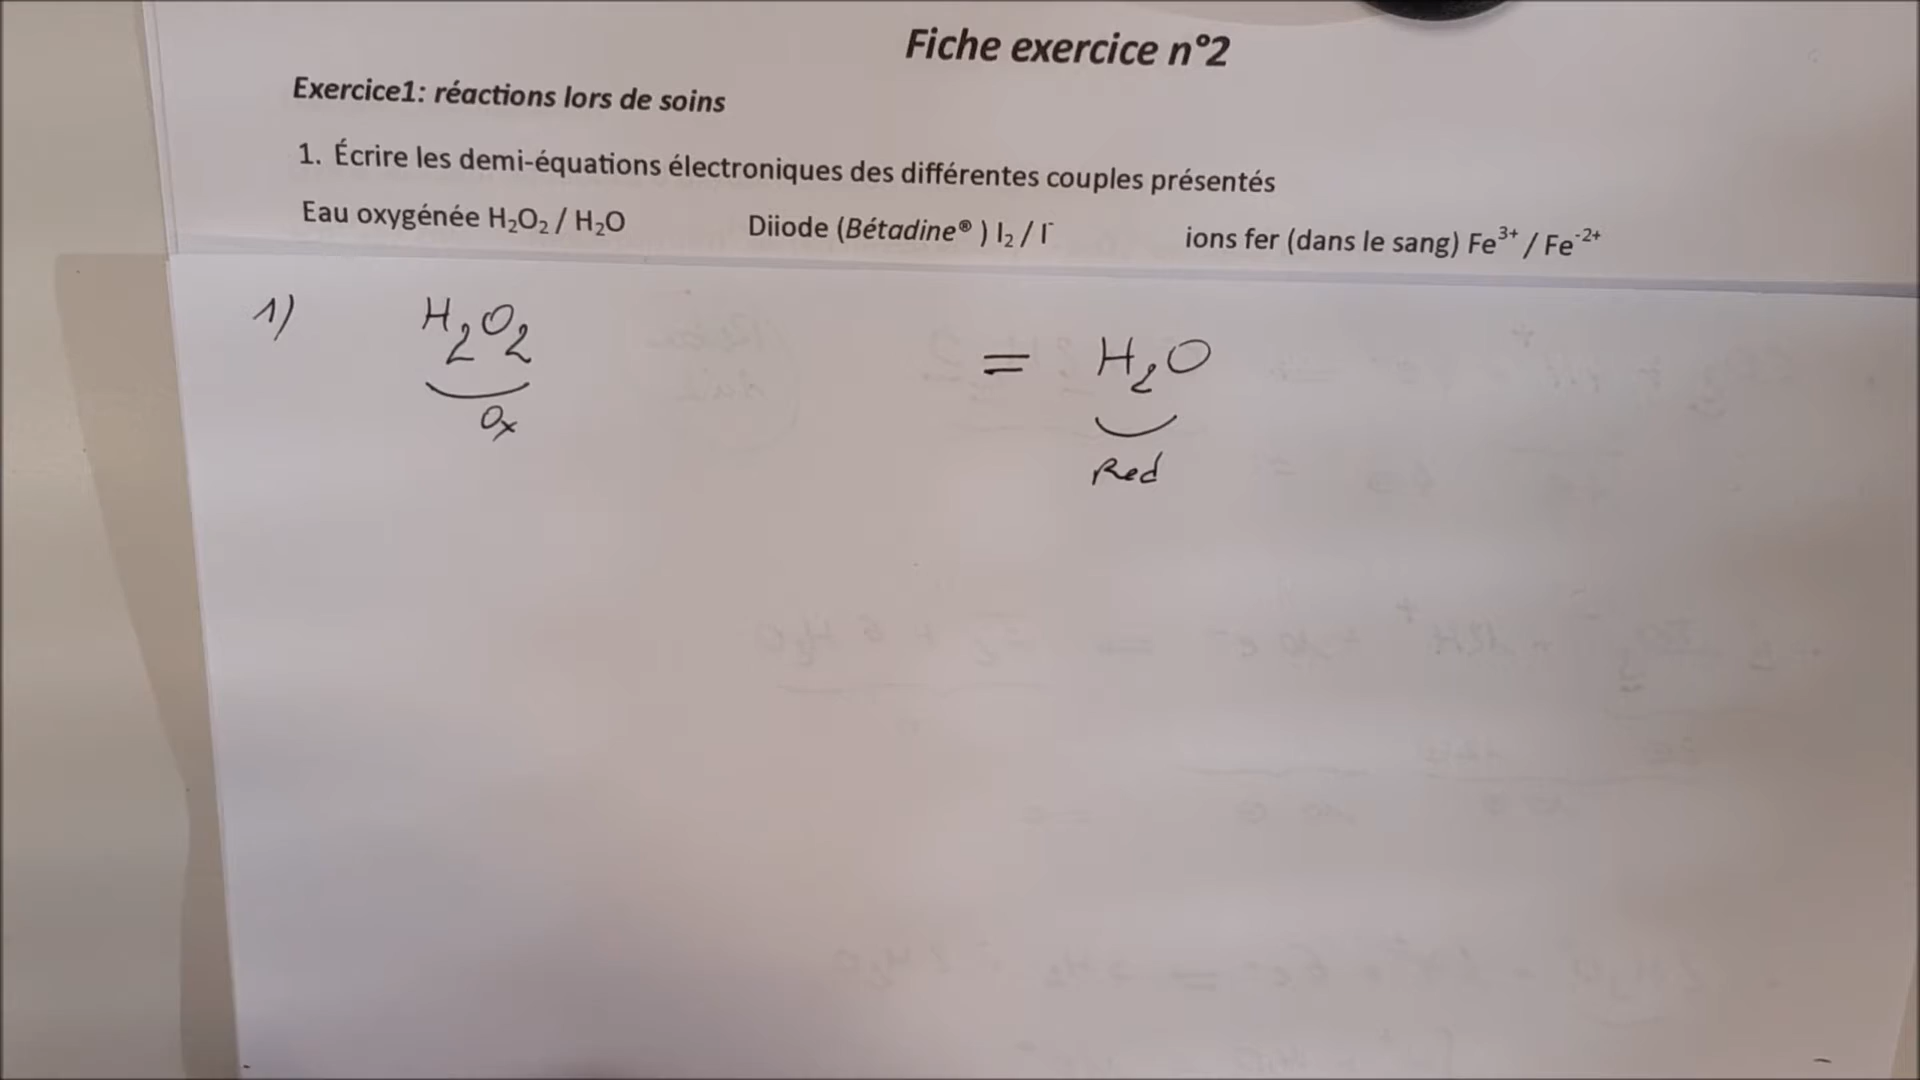 Fiche exercice n°2
Exercice1: réactions lors de soins
1. Écrire les demi-équations électroniques des différentes couples présentés
Eau oxygénée H₂O₂ / H₂O Diiode (Bétadine® ) I₂ / I⁻ ions fer (dans le sang) Fe³⁺ / Fe⁻²⁺
1) H₂O₂ = H₂O
Ox Red